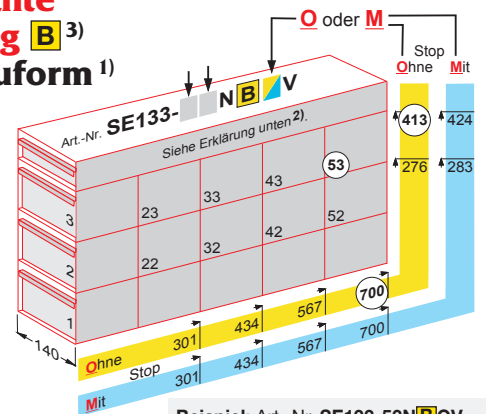 ante
g B 3)
uform 1)
O oder M
Stop
Ohne Mit
Art.-Nr. SE133- N B V
Siehe Erklärung unten 2).
413 424
53
276 283
3 23 33 43
52
2 22 32 42
1
140
Ohne 301 434 567 700
Stop
Mit 301 434 567 700